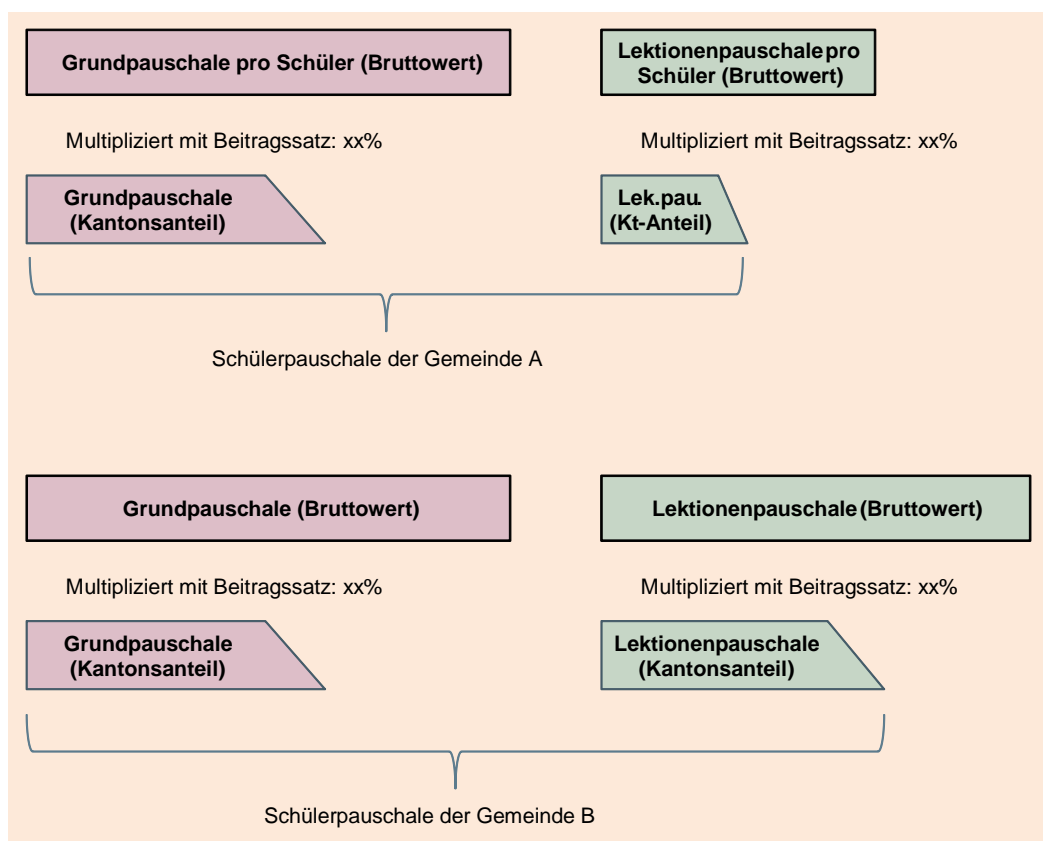 Grundpauschale pro Schüler (Bruttowert)
Lektionenpauschale pro
Schüler (Bruttowert)
Multipliziert mit Beitragssatz: xx%
Multipliziert mit Beitragssatz: xx%
Grundpauschale
(Kantonsanteil)
Lek.pau.
(Kt-Anteil)
Schülerpauschale der Gemeinde A
Grundpauschale (Bruttowert)
Lektionenpauschale (Bruttowert)
Multipliziert mit Beitragssatz: xx%
Multipliziert mit Beitragssatz: xx%
Grundpauschale
(Kantonsanteil)
Lektionenpauschale
(Kantonsanteil)
Schülerpauschale der Gemeinde B